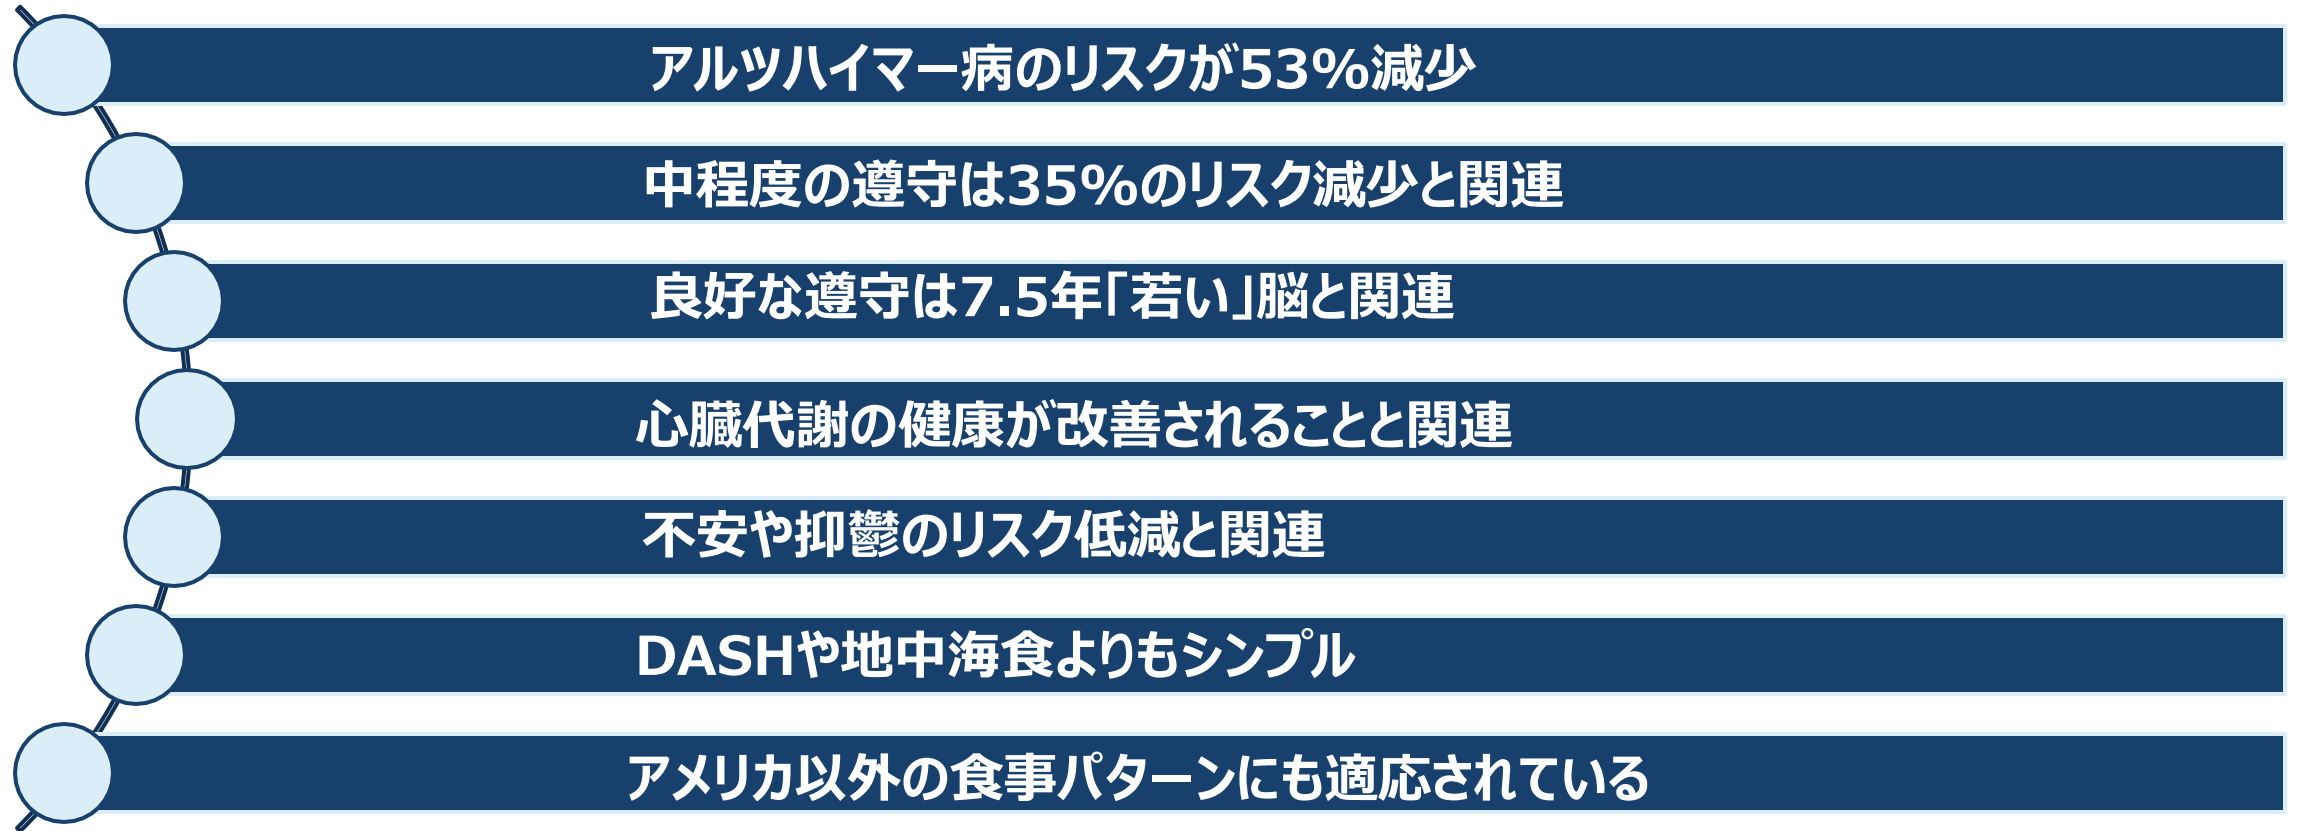 アルツハイマー病のリスクが53%減少
中程度の遵守は35%のリスク減少と関連
良好な遵守は7.5年「若い」脳と関連
心臓代謝の健康が改善されることと関連
不安や抑鬱のリスク低減と関連
DASHや地中海食よりもシンプル
アメリカ以外の食事パターンにも適応されている